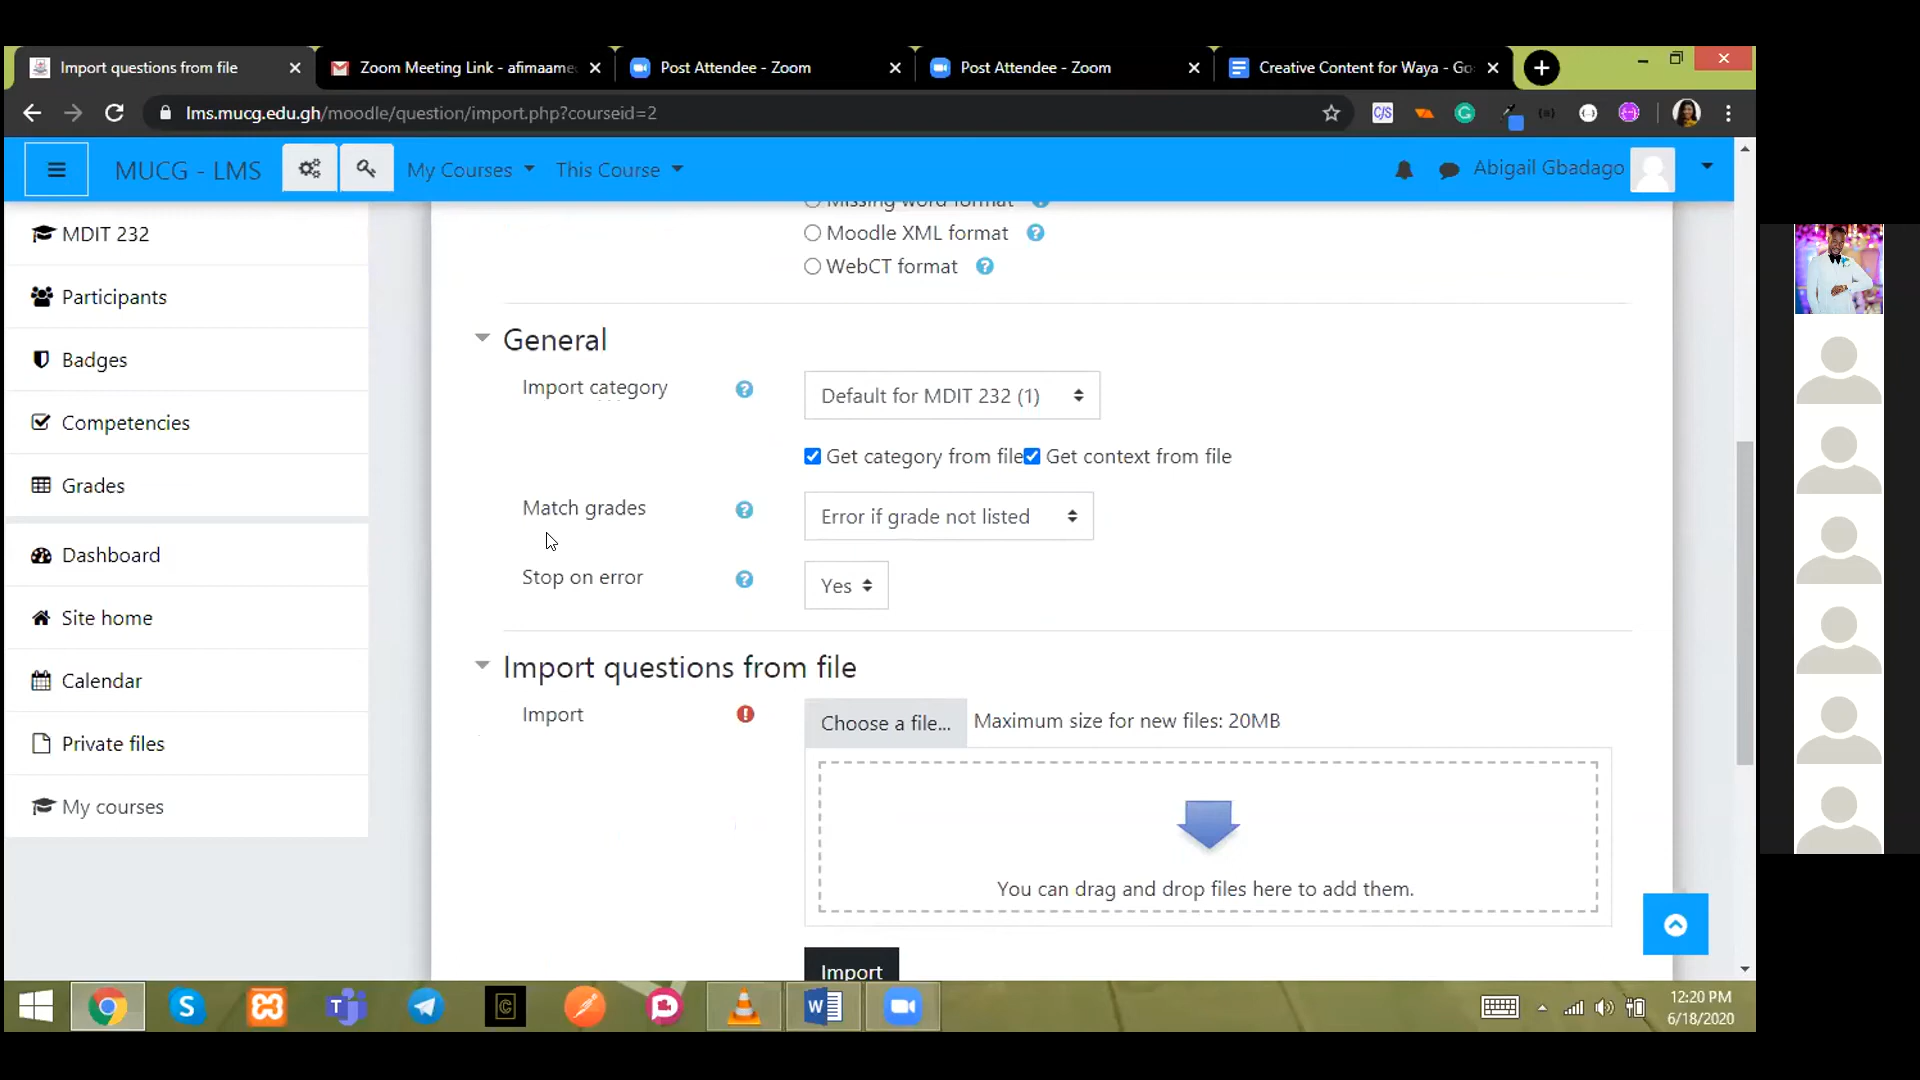 Import questions from file
Zoom Meeting Link - afimaame
Post Attendee - Zoom
Post Attendee - Zoom
Creative Content for Waya - Go
lms.mucg.edu.gh/moodle/question/import.php?courseid=2
MUCG - LMS
My Courses
This Course
Abigail Gbadago
MDIT 232
Participants
Badges
Competencies
Grades
Dashboard
Site home
Calendar
Private files
My courses
Missing word format
Moodle XML format
WebCT format
General
Import category
Default for MDIT 232 (1)
Get category from file
Get context from file
Match grades
Error if grade not listed
Stop on error
Yes
Import questions from file
Import
Choose a file...
Maximum size for new files: 20MB
You can drag and drop files here to add them.
Import
12:20 PM
6/18/2020